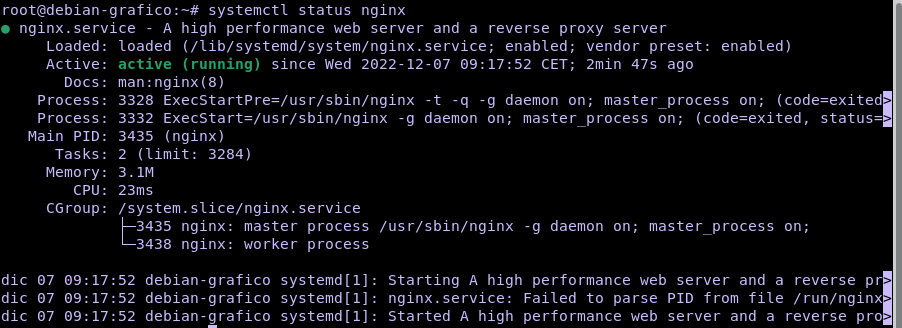 root@debian-grafico:~# systemctl status nginx
● nginx.service - A high performance web server and a reverse proxy server
     Loaded: loaded (/lib/systemd/system/nginx.service; enabled; vendor preset: enabled)
     Active: active (running) since Wed 2022-12-07 09:17:52 CET; 2min 47s ago
       Docs: man:nginx(8)
    Process: 3328 ExecStartPre=/usr/sbin/nginx -t -q -g daemon on; master_process on; (code=exited>
    Process: 3332 ExecStart=/usr/sbin/nginx -g daemon on; master_process on; (code=exited, status=>
   Main PID: 3435 (nginx)
      Tasks: 2 (limit: 3284)
     Memory: 3.1M
        CPU: 23ms
     CGroup: /system.slice/nginx.service
             ├─3435 nginx: master process /usr/sbin/nginx -g daemon on; master_process on;
             └─3438 nginx: worker process
dic 07 09:17:52 debian-grafico systemd[1]: Starting A high performance web server and a reverse pr>
dic 07 09:17:52 debian-grafico systemd[1]: nginx.service: Failed to parse PID from file /run/nginx>
dic 07 09:17:52 debian-grafico systemd[1]: Started A high performance web server and a reverse pro>